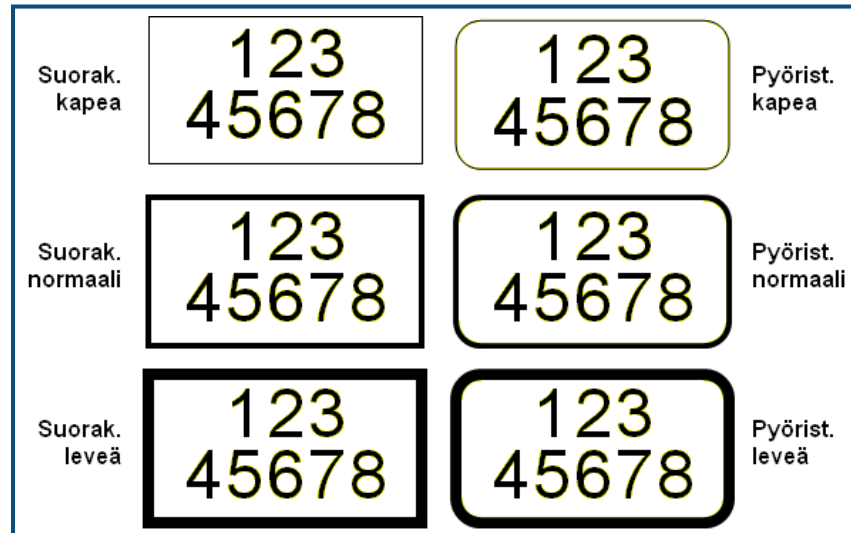 Suorak.
kapea
123
45678
123
45678
Pyörist.
kapea
Suorak.
normaali
123
45678
123
45678
Pyörist.
normaali
Suorak.
leveä
123
45678
123
45678
Pyörist.
leveä